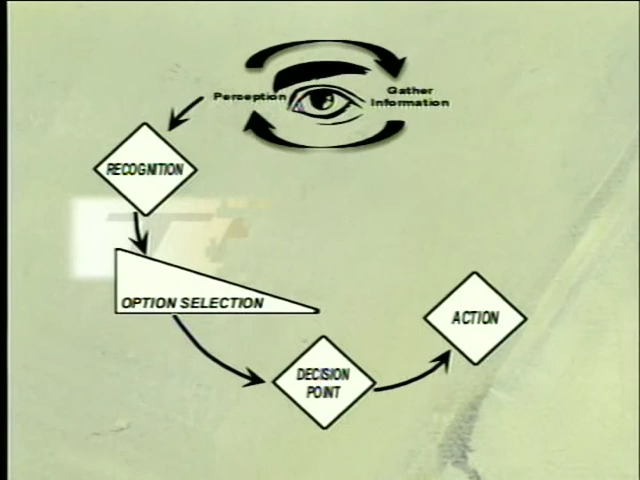 Perception
Gather
Information
RECOGNITION
OPTION SELECTION
DECISION
POINT
ACTION